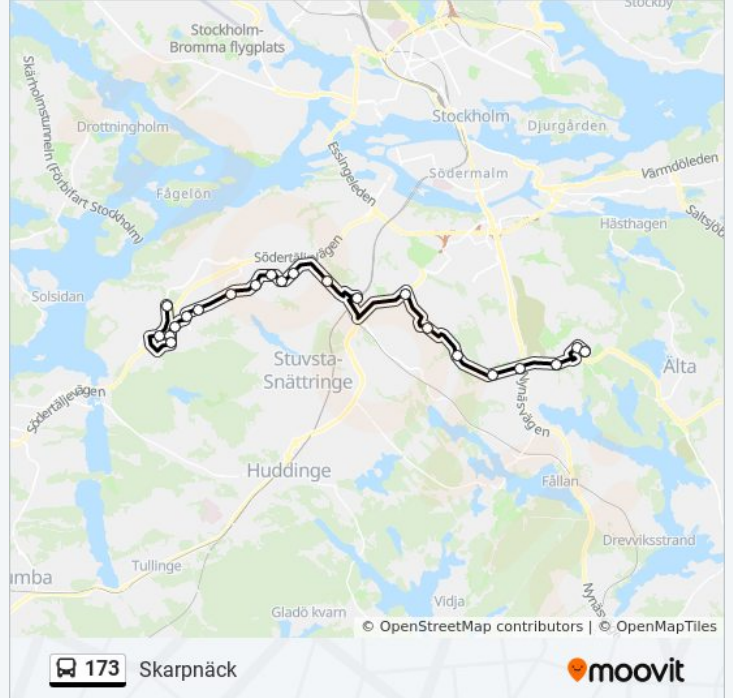 Stockby
Stockholm-
Bromma flygplats
Skärholmstunneln (Förbifart Stockholm)
Drottningholm
Stockholm
Djurgården
Essingeleden
Värmdöleden
Södermalm
Fågelön
Saltsjöb
Hästhagen
Södertäljevägen
Solsidan
Stuvsta-
Snättringe
Älta
Södertäljevägen
Nynäsvägen
Huddinge
Fållan
Drevviksstrand
Tullinge
umba
Vidja
Nynäs
Gladö kvarn
© OpenStreetMap contributors | © OpenMapTiles
173 Skarpnäck
moovit